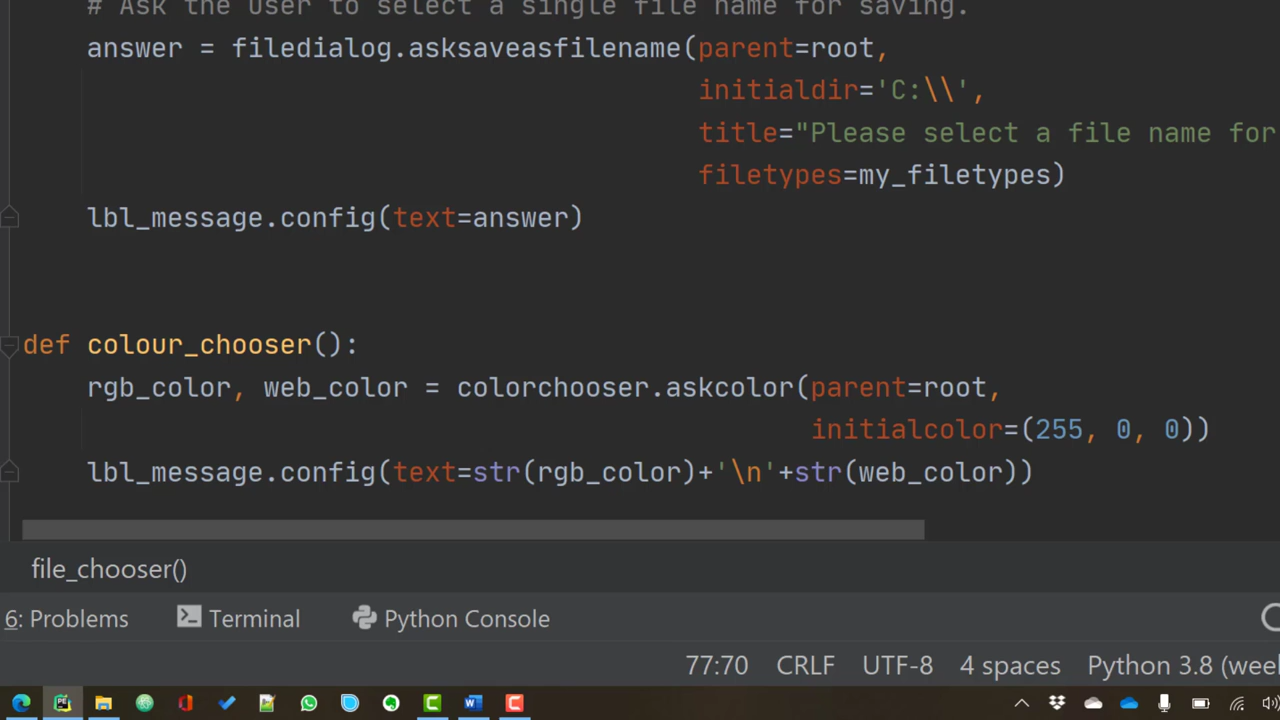 # Ask the user to select a single file name for saving.
answer = filedialog.asksaveasfilename(parent=root,
initialdir='C:\\',
title="Please select a file name for
filetypes=my_filetypes)
lbl_message.config(text=answer)
def colour_chooser():
rgb_color, web_color = colorchooser.askcolor(parent=root,
initialcolor=(255, 0, 0))
lbl_message.config(text=str(rgb_color)+'\n'+str(web_color))
file_chooser()
6: Problems Terminal Python Console
77:70 CRLF UTF-8 4 spaces Python 3.8 (wee